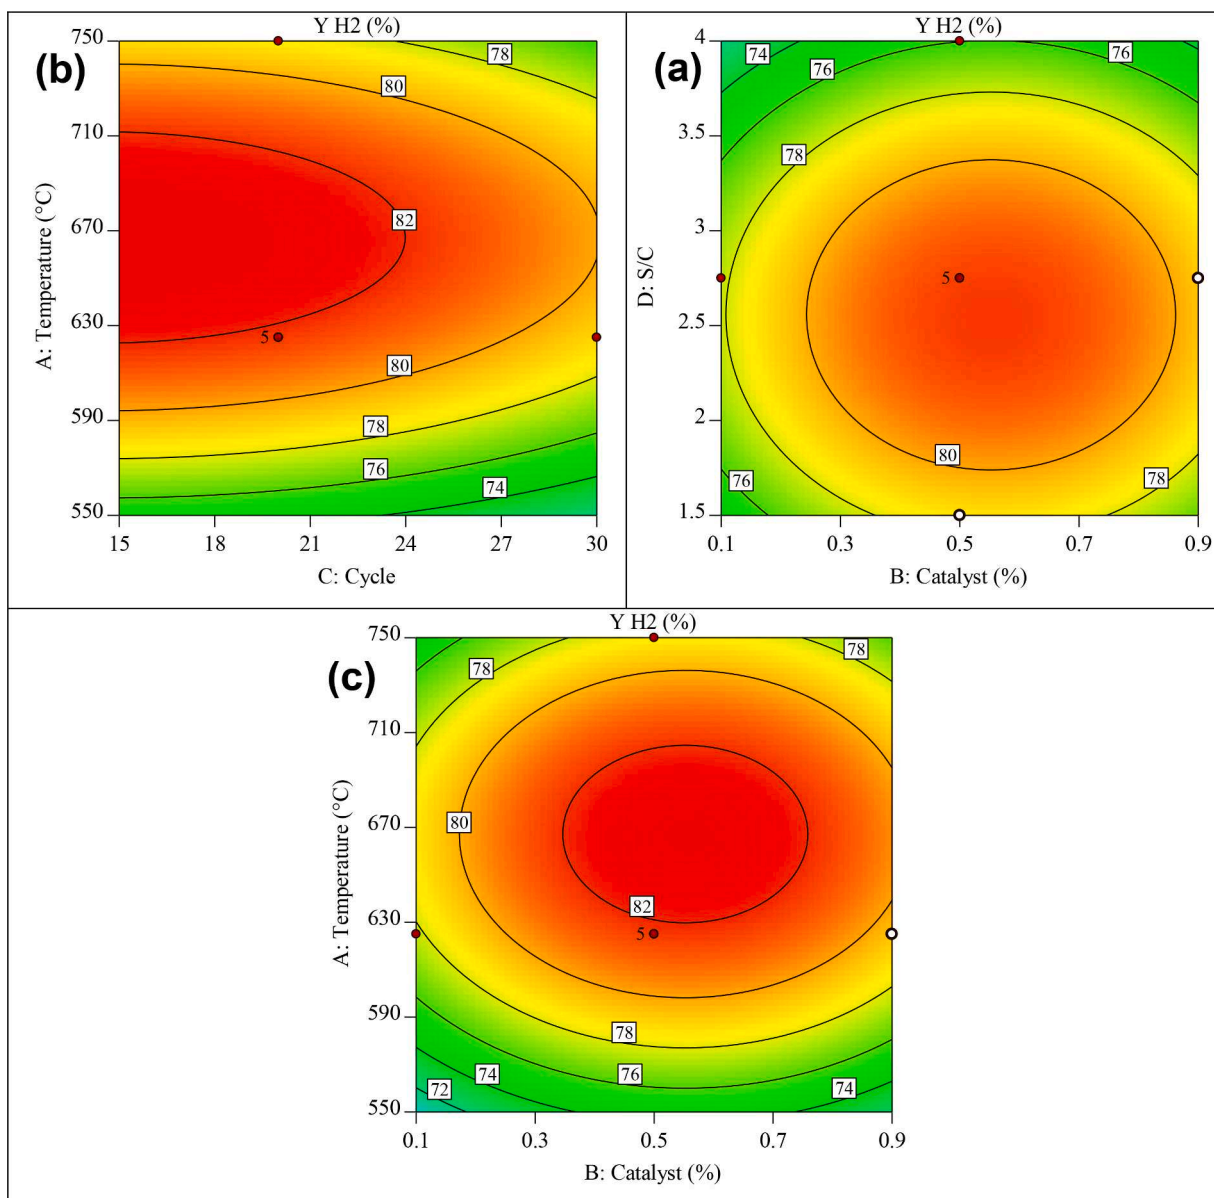 Y H2 (%)
(b)
750
710
670
630
590
550
A: Temperature (°C)
78
80
82
5
80
78
76
74
15 18 21 24 27 30
C: Cycle
Y H2 (%)
(a)
4
3.5
3
2.5
2
1.5
D: S/C
74
76
76
78
5
80
78
76
0.1 0.3 0.5 0.7 0.9
B: Catalyst (%)
Y H2 (%)
(c)
750
710
670
630
590
550
A: Temperature (°C)
78
78
80
82
5
78
76
74
74
72
0.1 0.3 0.5 0.7 0.9
B: Catalyst (%)